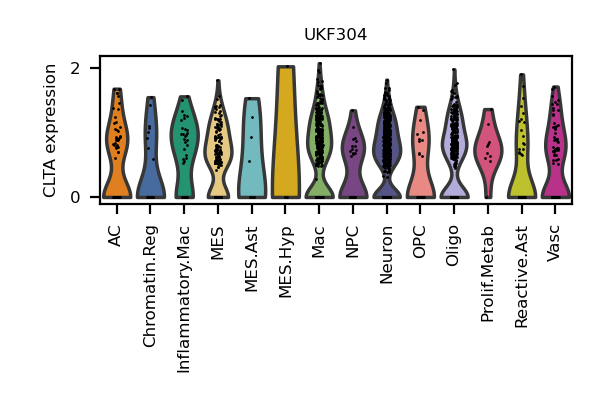 UKF304
CLTA expression
2
0
AC
Chromatin.Reg
Inflammatory.Mac
MES
MES.Ast
MES.Hyp
Mac
NPC
Neuron
OPC
Oligo
Prolif.Metab
Reactive.Ast
Vasc